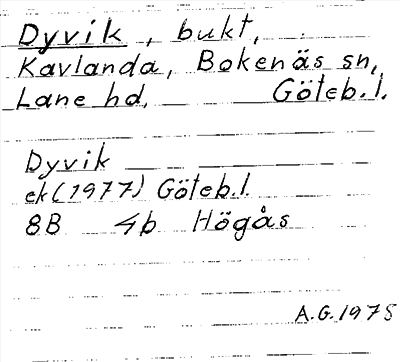 Dyvik, bukt,
Kavlanda, Bokenäs sn,
Lane hd, Göteb.l.
Dyvik
ek (1977) Göteb.l.
8B 4b Högås
A.G. 1975